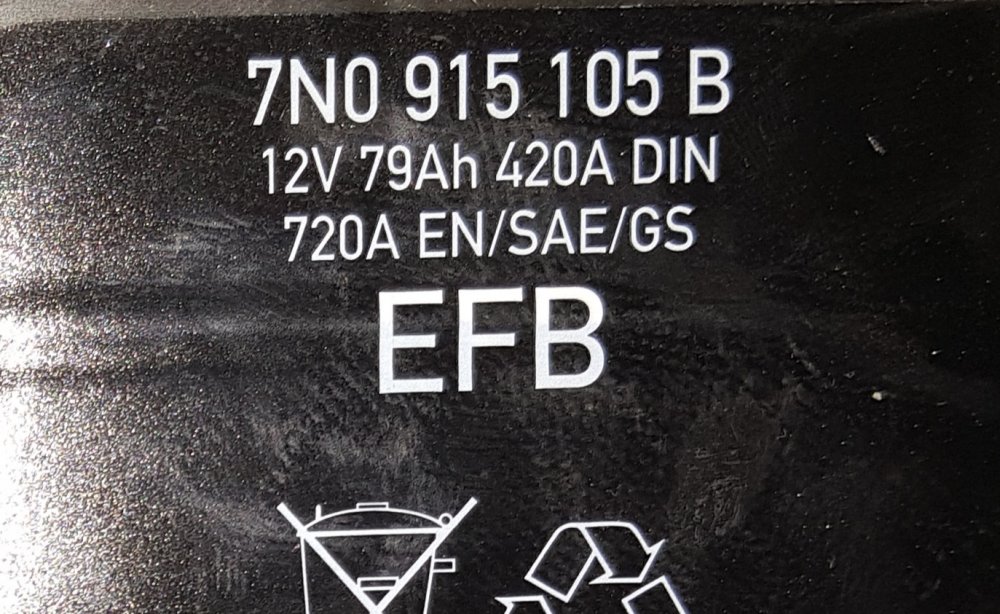 7N0 915 105 B
12V 79Ah 420A DIN
720A EN/SAE/GS
EFB